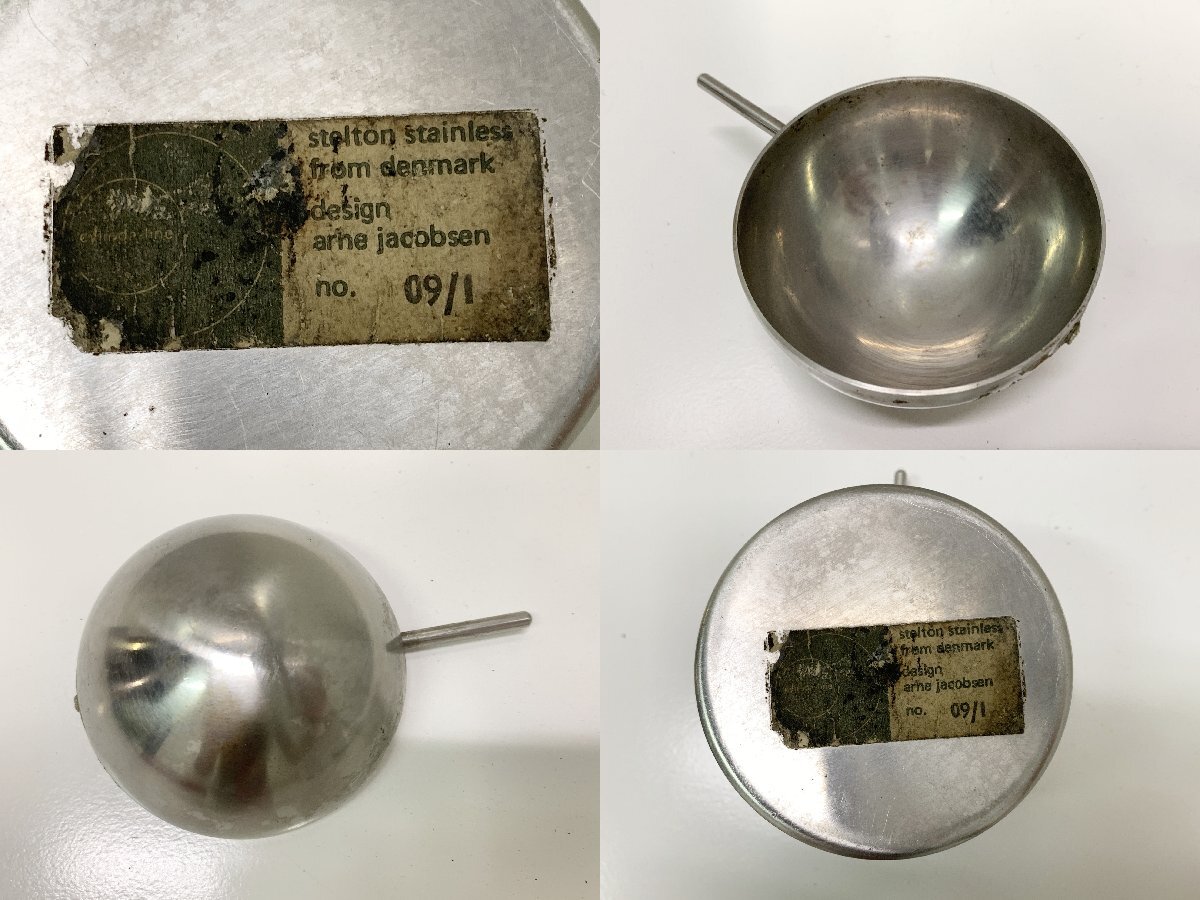 stelton stainless
from denmark
design
arne jacobsen
no. 09/1
stelton stainless
from denmark
design
arne jacobsen
no. 09/1